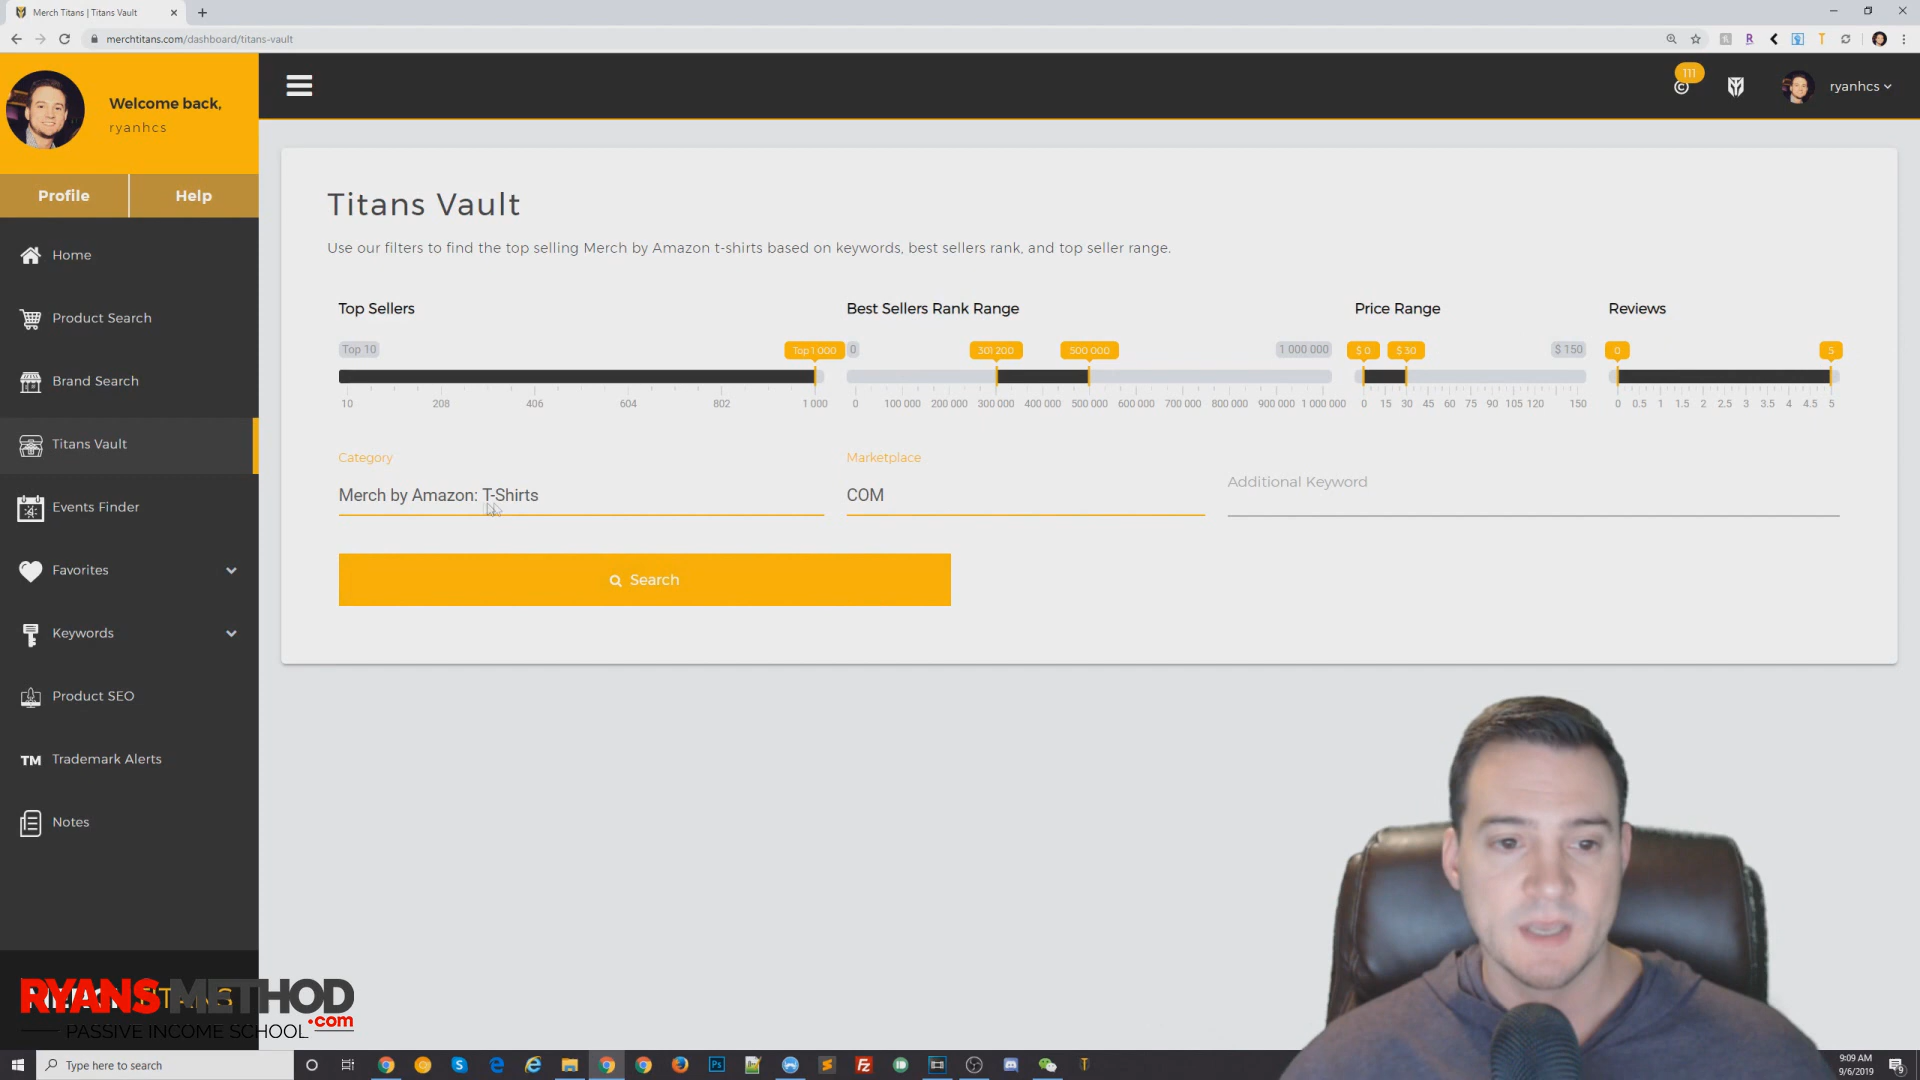 Merch Titans | Titans Vault
merchtitans.com/dashboard/titans-vault
Welcome back,
ryanhcs
Profile
Help
Home
Product Search
Brand Search
Titans Vault
Events Finder
Favorites
Keywords
Product SEO
TM Trademark Alerts
Notes
111
ryanhcs
Titans Vault
Use our filters to find the top selling Merch by Amazon t-shirts based on keywords, best sellers rank, and top seller range.
Top Sellers
Top 10
Top 1 000
10 208 406 604 802 1 000
Best Sellers Rank Range
0 301 200 500 000 1 000 000
0 100 000 200 000 300 000 400 000 500 000 600 000 700 000 800 000 900 000 1 000 000
Price Range
$ 0 $ 30 $ 150
0 15 30 45 60 75 90 105 120 150
Reviews
0 5
0 0.5 1 1.5 2 2.5 3 3.5 4 4.5 5
Category
Merch by Amazon: T-Shirts
Marketplace
COM
Additional Keyword
Search
RYANS METHOD
.com
PASSIVE INCOME SCHOOL
Type here to search
9:09 AM
9/6/2019